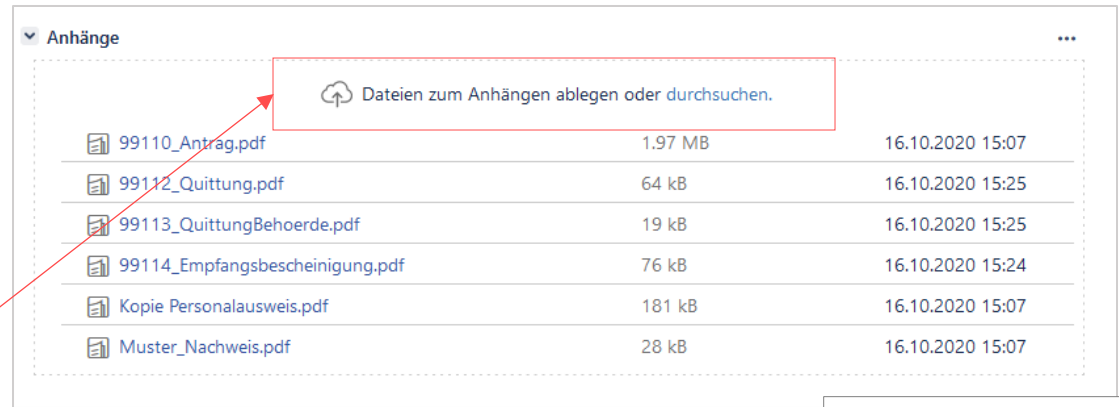 Anhänge
Dateien zum Anhängen ablegen oder durchsuchen.
99110_Antrag.pdf 1.97 MB 16.10.2020 15:07
99112_Quittung.pdf 64 kB 16.10.2020 15:25
99113_QuittungBehoerde.pdf 19 kB 16.10.2020 15:25
99114_Empfangsbescheinigung.pdf 76 kB 16.10.2020 15:24
Kopie Personalausweis.pdf 181 kB 16.10.2020 15:07
Muster_Nachweis.pdf 28 kB 16.10.2020 15:07